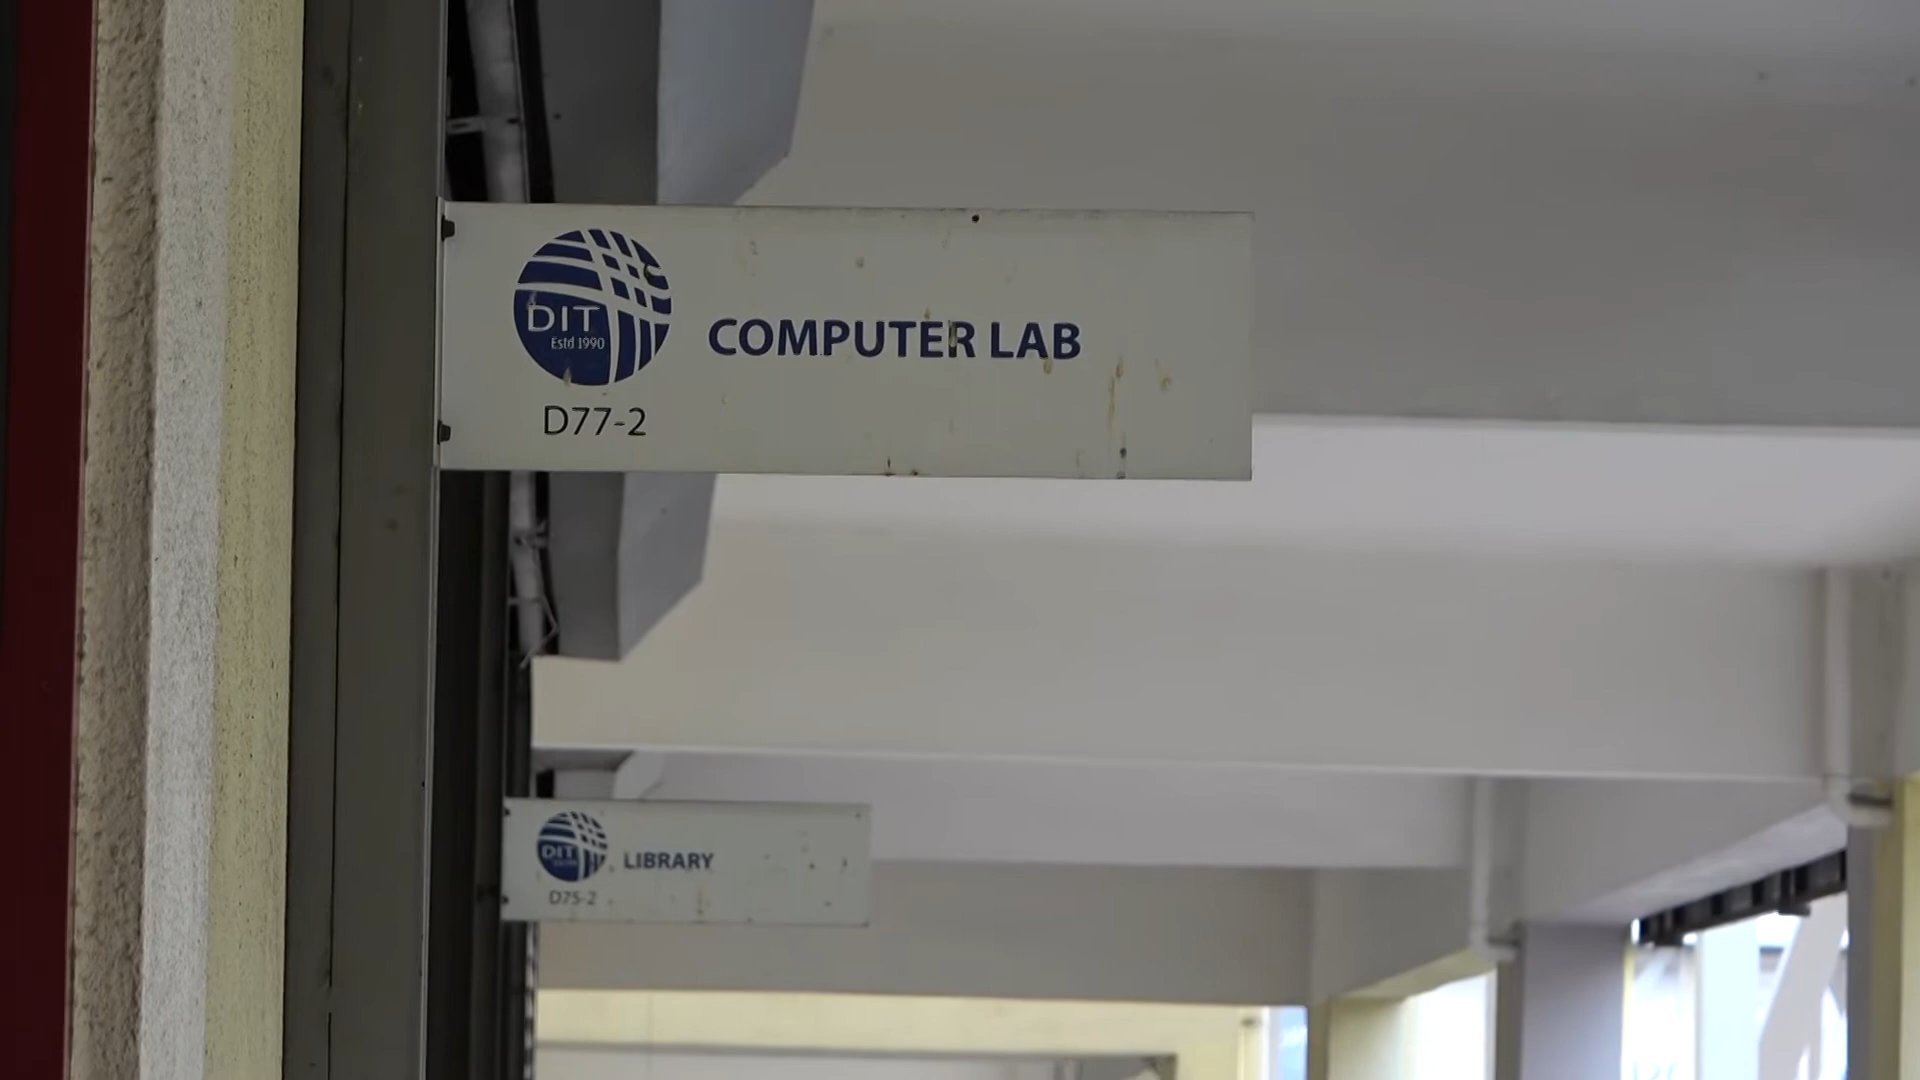 DIT
Estd 1990
COMPUTER LAB
D77-2
DIT
LIBRARY
D75-2